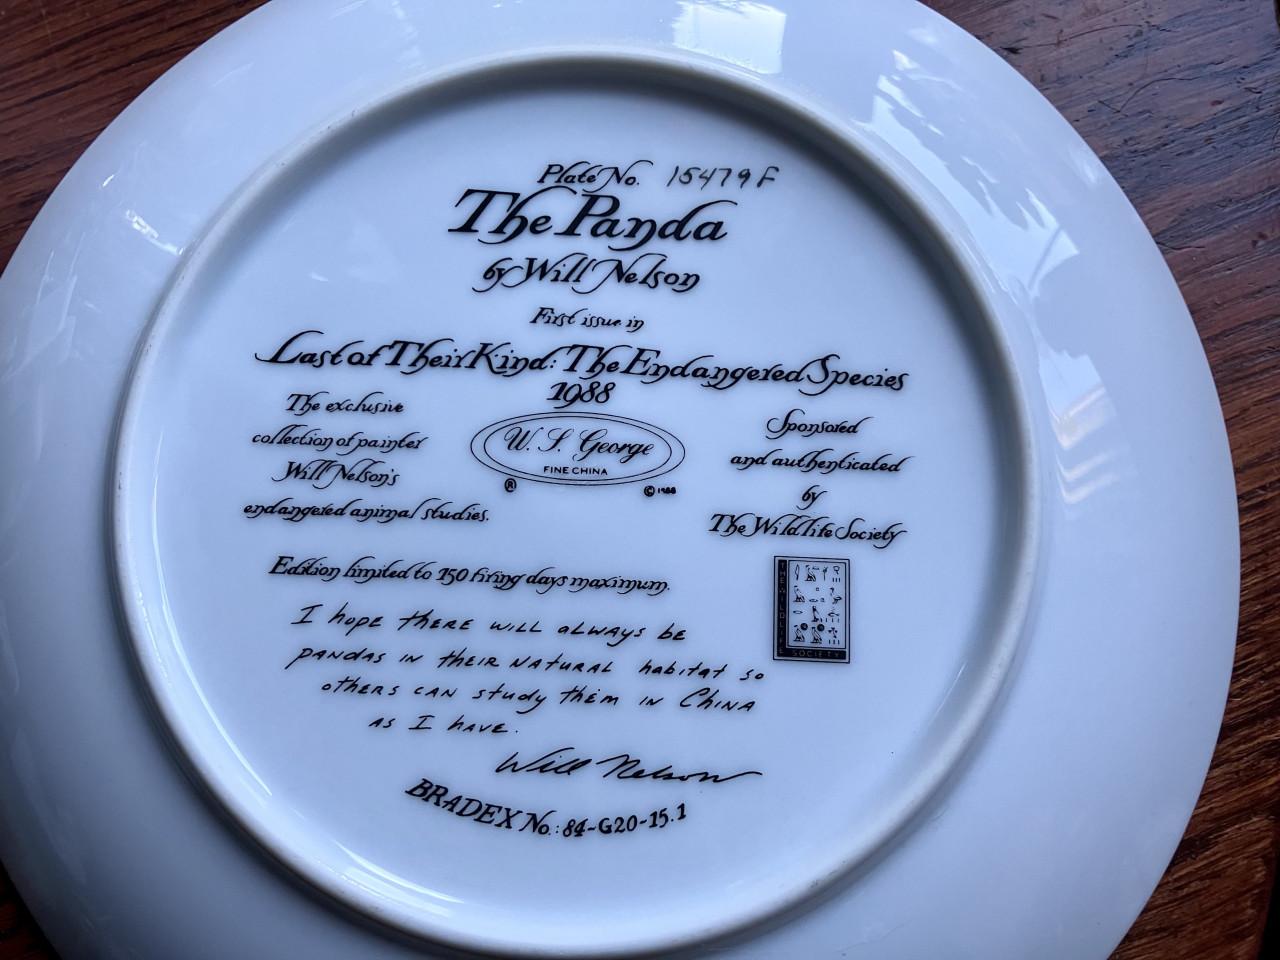 Plate No. 15479F
The Panda
by Will Nelson
First issue in
Last of Their Kind: The Endangered Species
1988
The exclusive
collection of painter
Will Nelson's
endangered animal studies.
W. S. George
FINE CHINA
® © 1988
Sponsored
and authenticated
by
The Wildlife Society
THE WILDLIFE
SOCIETY
Edition limited to 150 firing days maximum.
I hope there will always be
pandas in their natural habitat so
others can study them in China
as I have.
Will Nelson
BRADEX No.: 84-G20-15.1